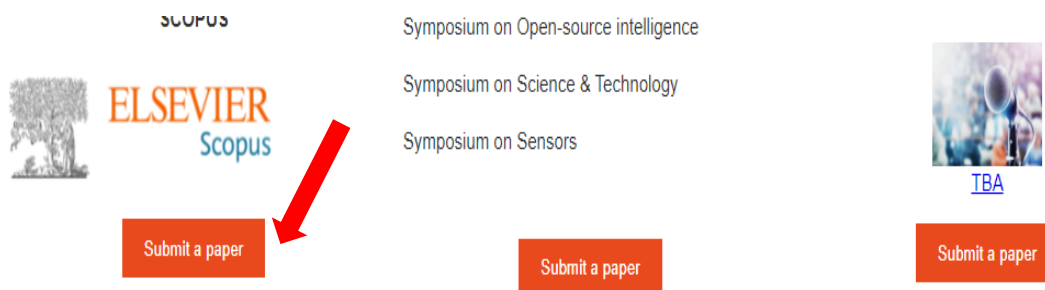 SCOPUS
ELSEVIER
Scopus
Submit a paper
Symposium on Open-source intelligence
Symposium on Science & Technology
Symposium on Sensors
Submit a paper
TBA
Submit a paper